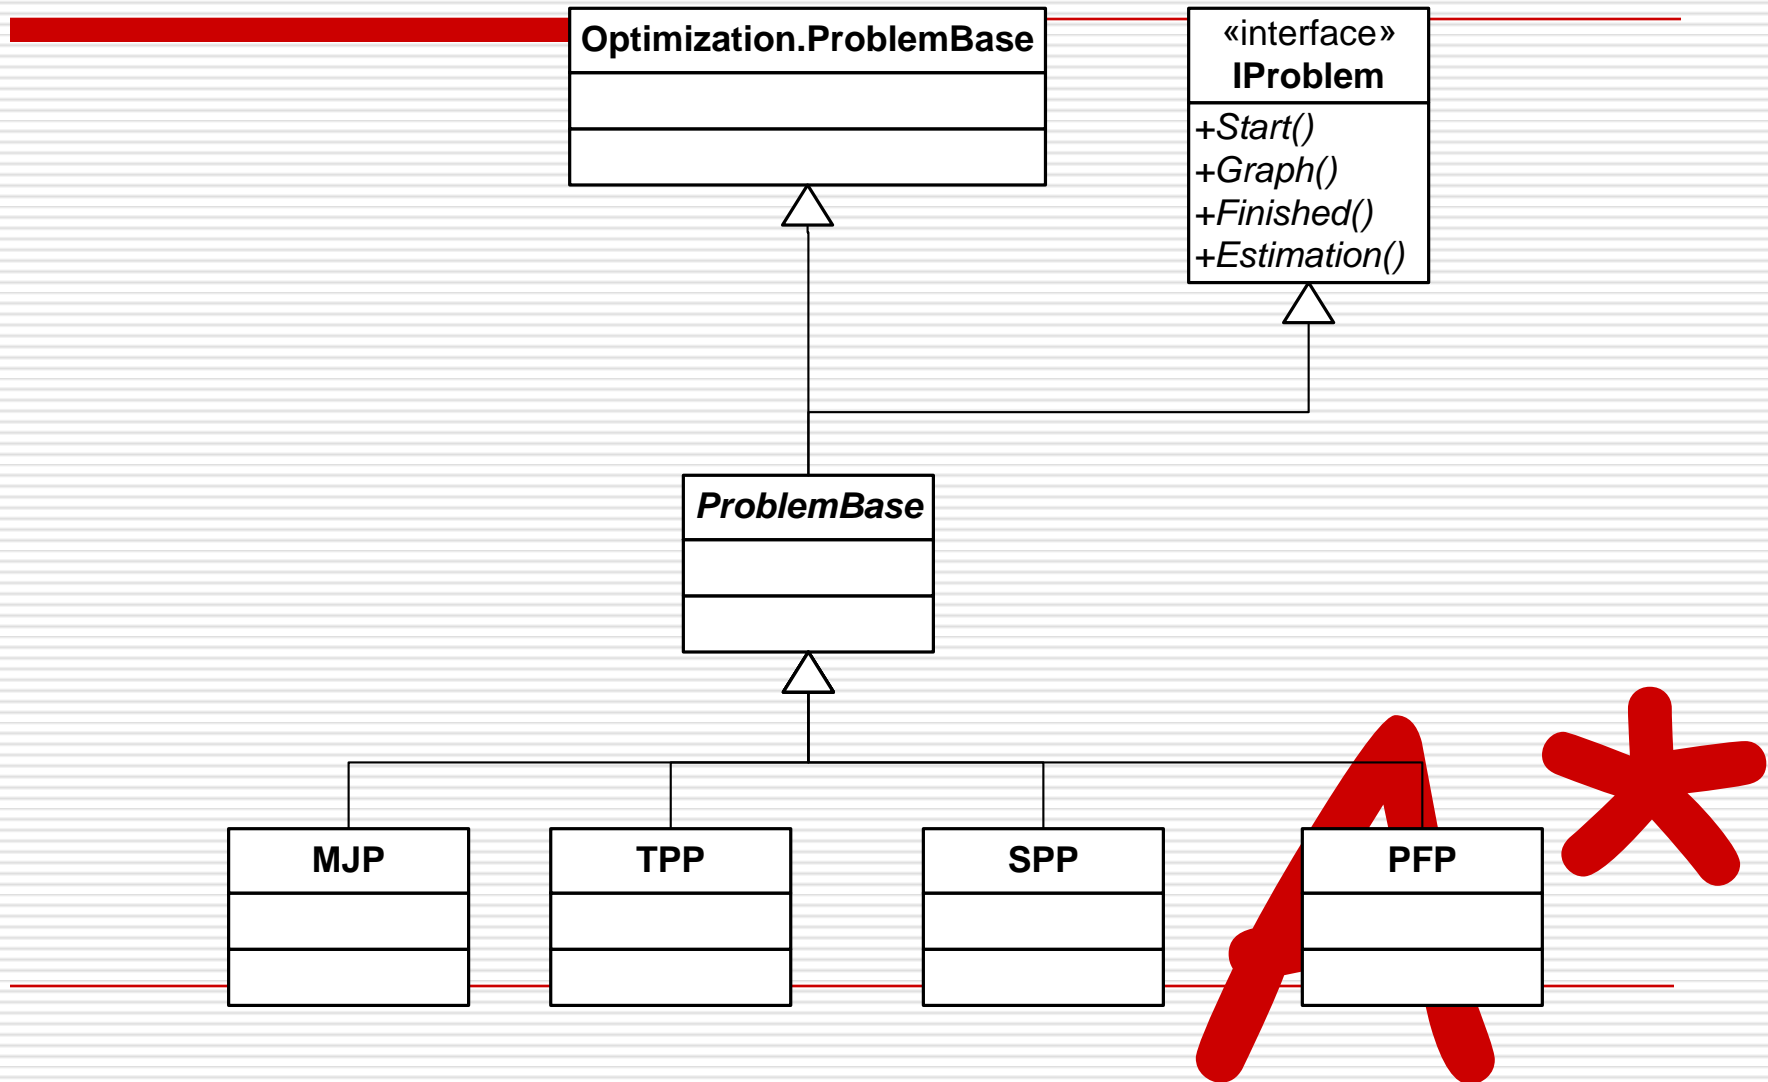 Optimization.ProblemBase
«interface»
IProblem
+Start()
+Graph()
+Finished()
+Estimation()
ProblemBase
MJP
TPP
SPP
PFP
A*